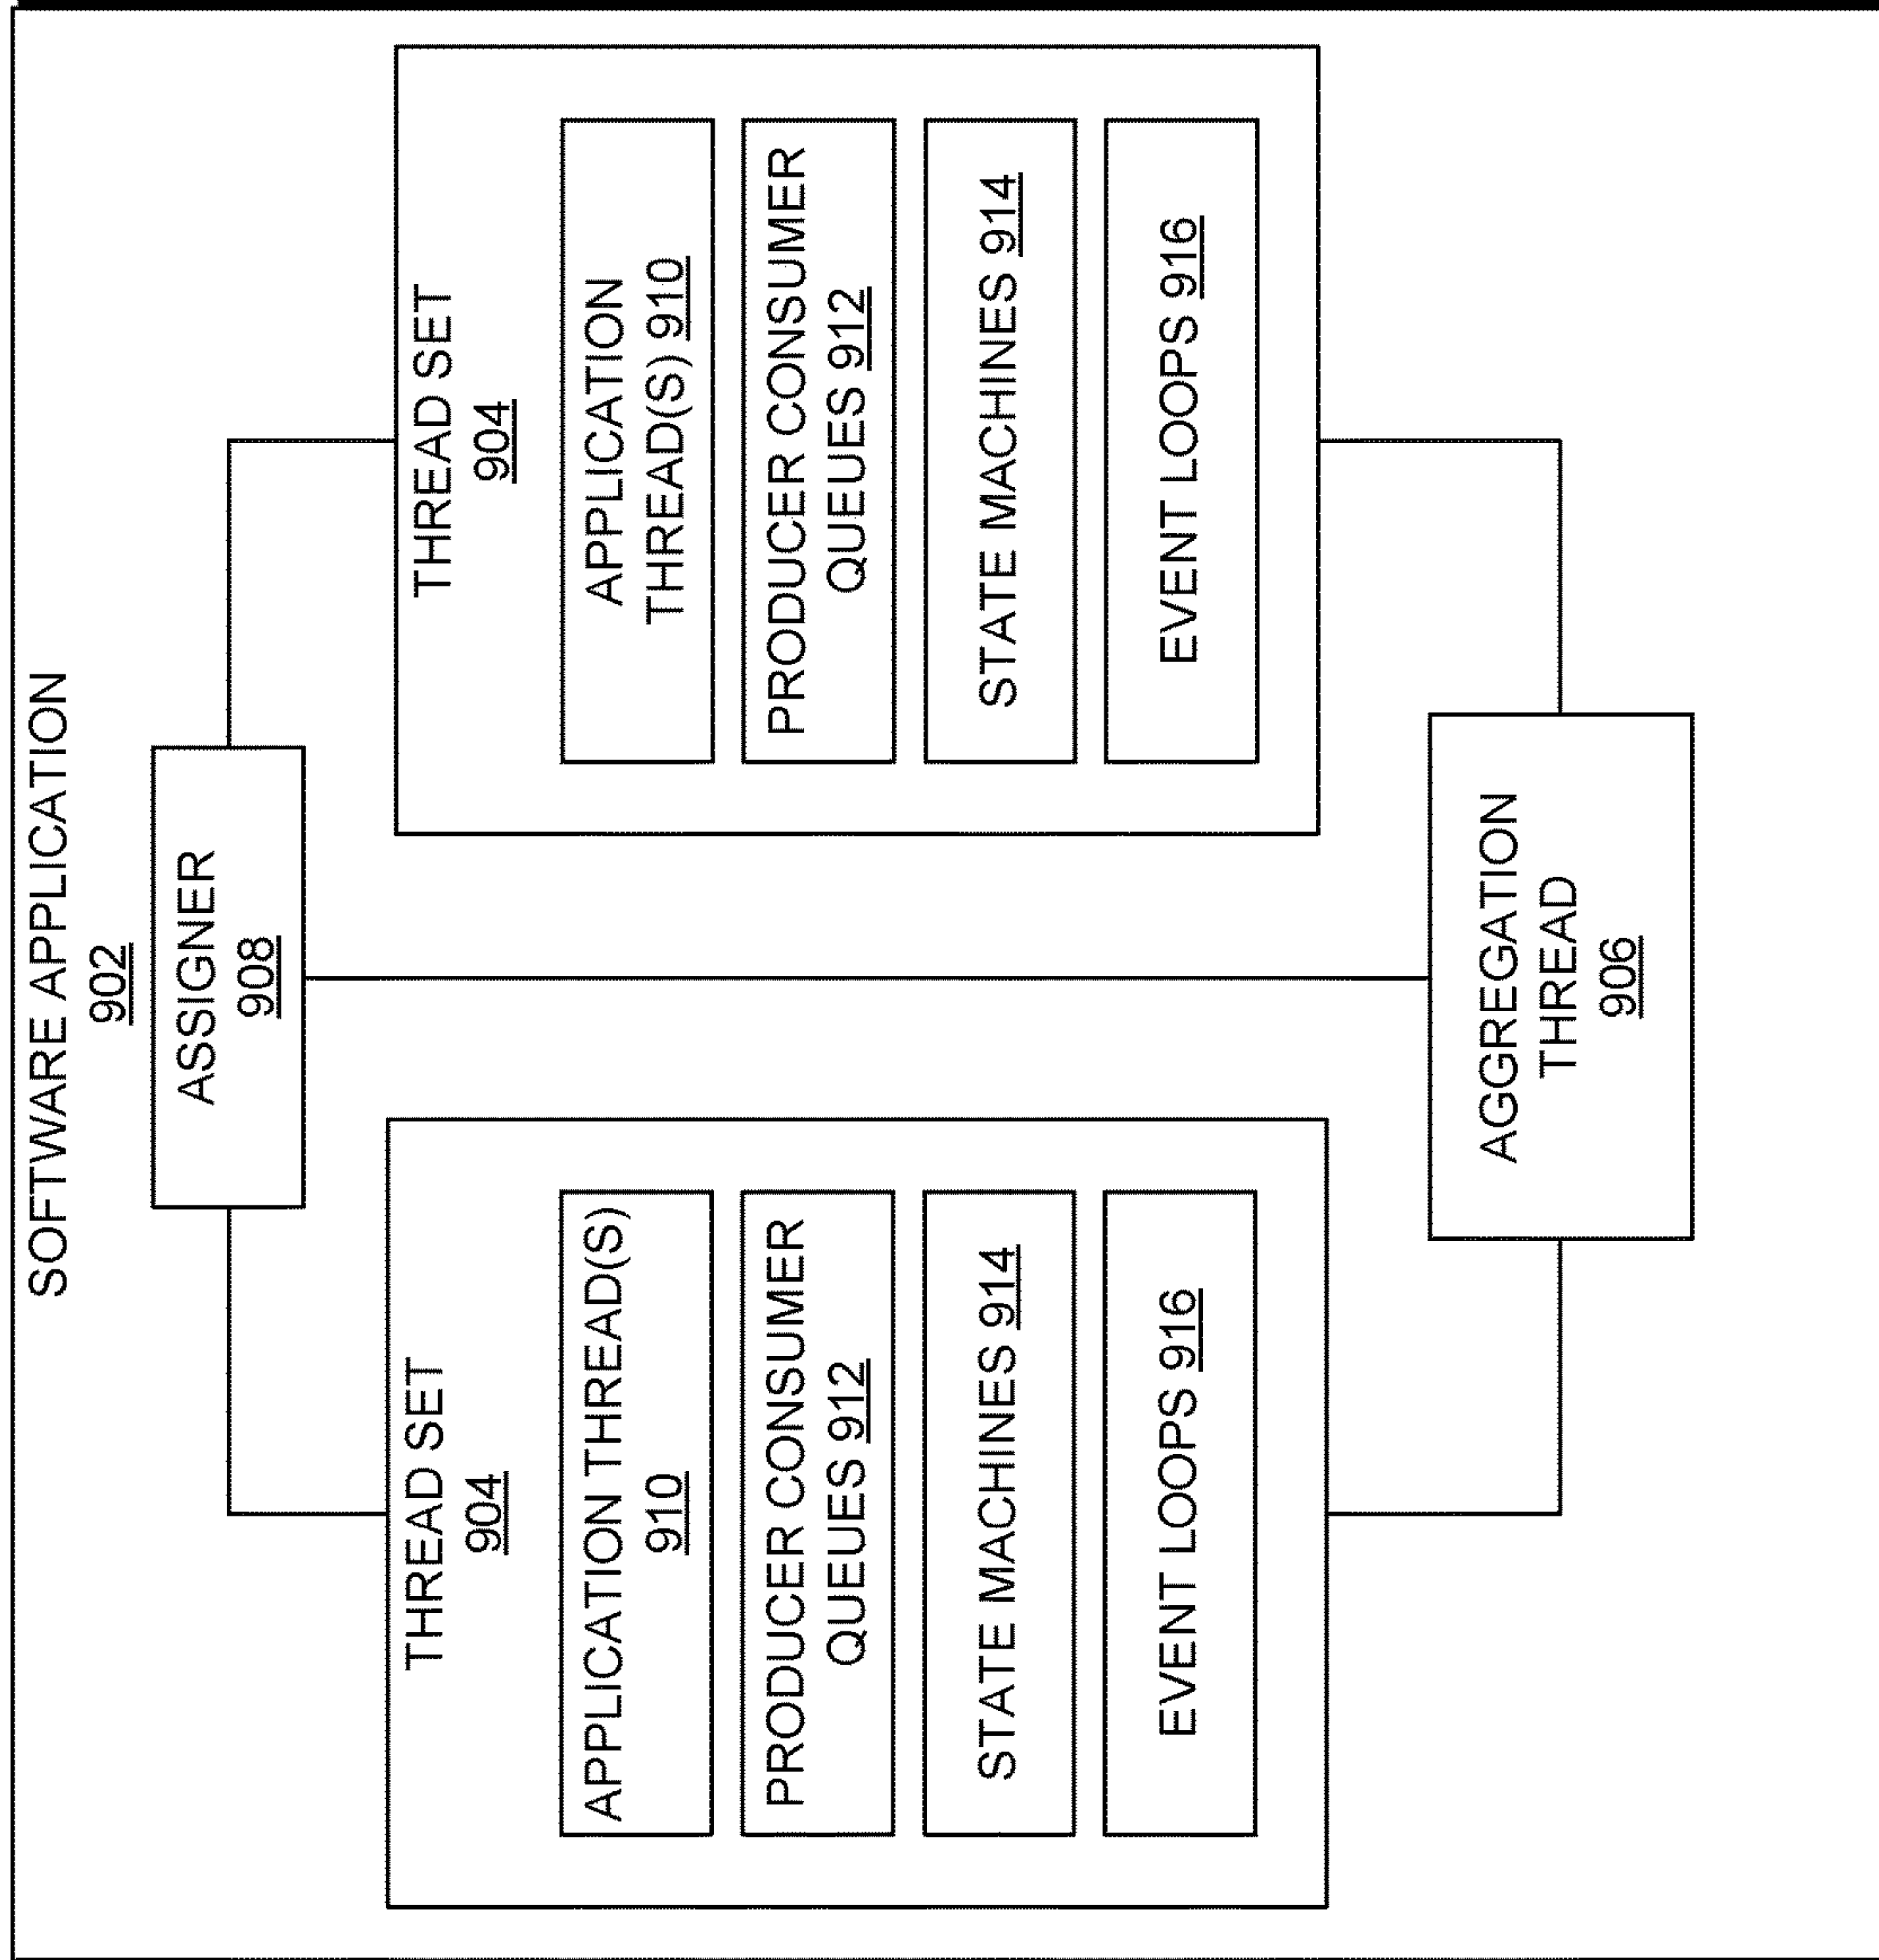 SOFTWARE APPLICATION
902
ASSIGNER
908
THREAD SET
904
APPLICATION THREAD(S)
910
PRODUCER CONSUMER
QUEUES 912
STATE MACHINES 914
EVENT LOOPS 916
THREAD SET
904
APPLICATION
THREAD(S) 910
PRODUCER CONSUMER
QUEUES 912
STATE MACHINES 914
EVENT LOOPS 916
AGGREGATION
THREAD
906